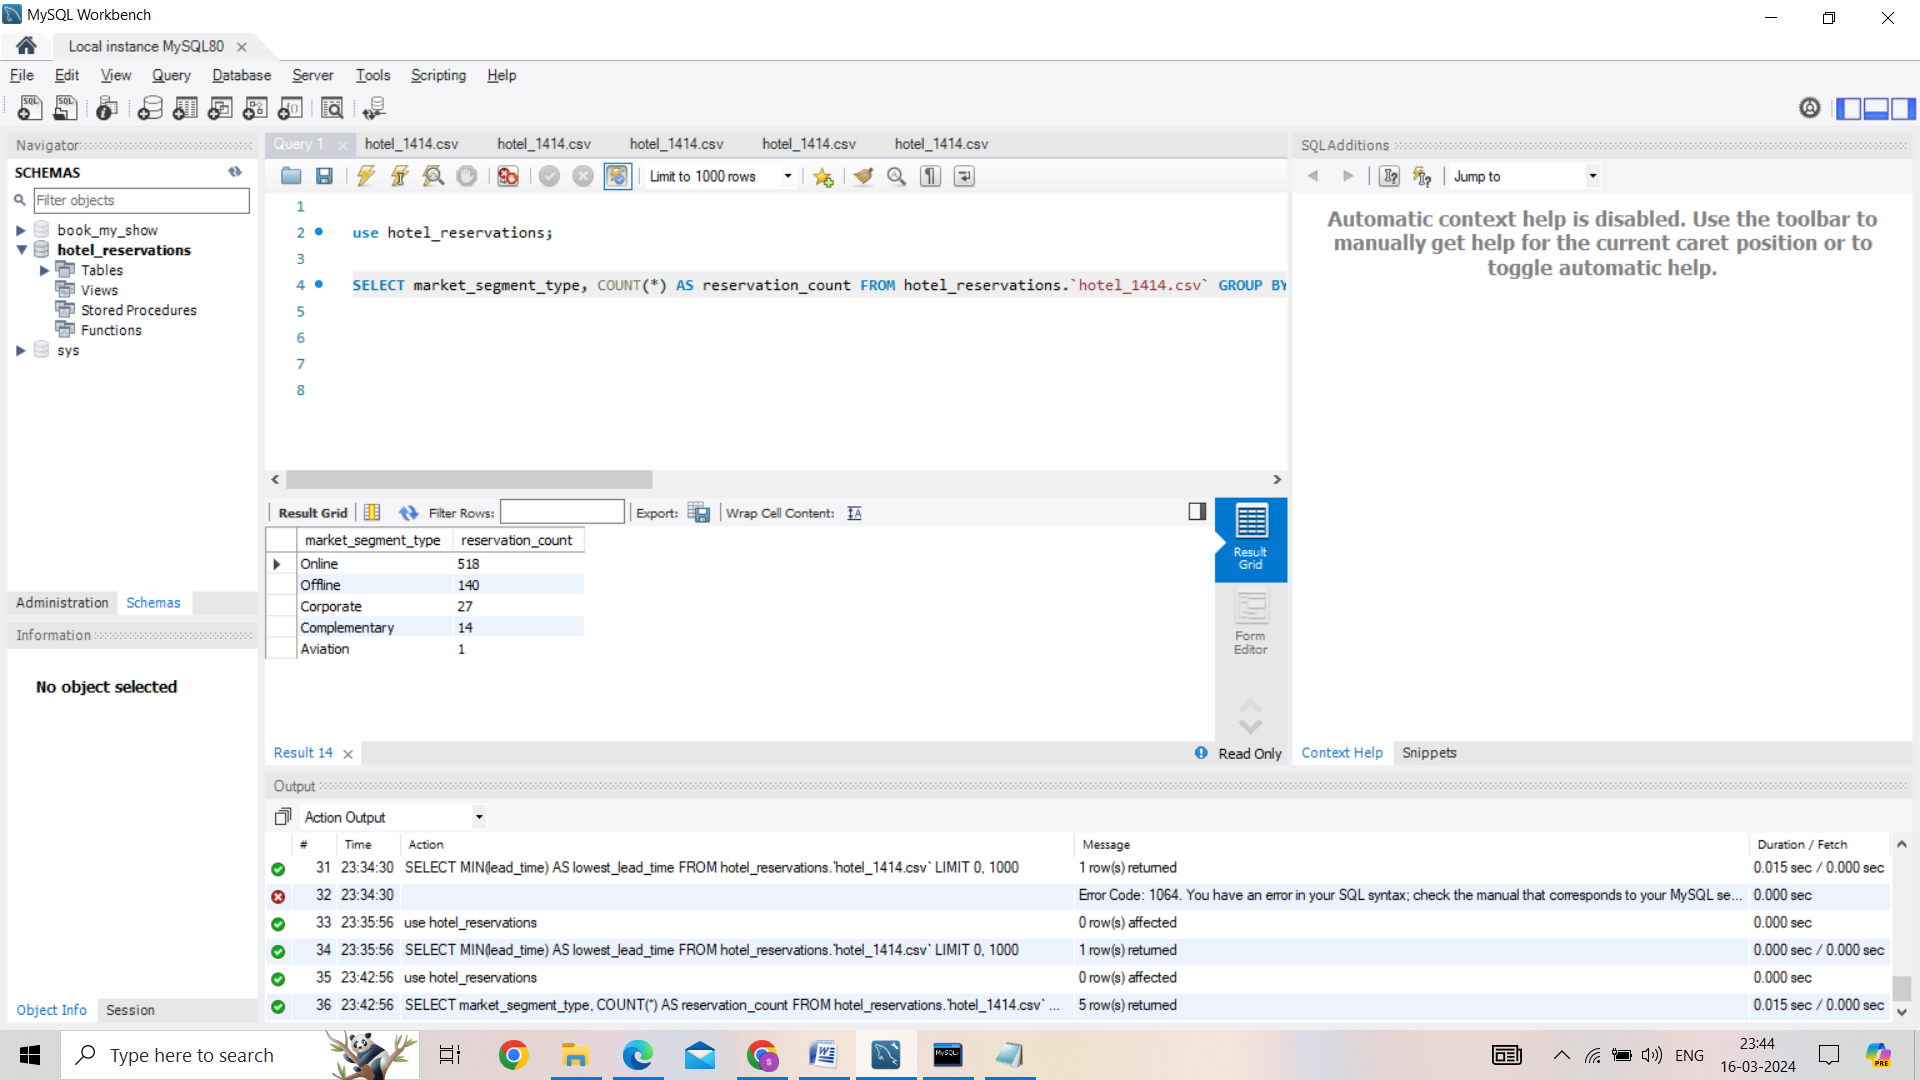 MySQL Workbench
Local instance MySQL80
File Edit View Query Database Server Tools Scripting Help
Navigator
SCHEMAS
Filter objects
book_my_show
hotel_reservations
Tables
Views
Stored Procedures
Functions
sys
Administration Schemas
Information
No object selected
Object Info Session
Query 1 hotel_1414.csv hotel_1414.csv hotel_1414.csv hotel_1414.csv hotel_1414.csv
Limit to 1000 rows
1
2 use hotel_reservations;
3
4 SELECT market_segment_type, COUNT(*) AS reservation_count FROM hotel_reservations.`hotel_1414.csv` GROUP BY
5
6
7
8
Result Grid Filter Rows: Export: Wrap Cell Content:
market_segment_type reservation_count
Online 518
Offline 140
Corporate 27
Complementary 14
Aviation 1
Result Grid
Form Editor
Result 14 Read Only
SQLAdditions
Jump to
Automatic context help is disabled. Use the toolbar to
manually get help for the current caret position or to
toggle automatic help.
Context Help Snippets
Output
Action Output
# Time Action Message Duration / Fetch
31 23:34:30 SELECT MIN(lead_time) AS lowest_lead_time FROM hotel_reservations.`hotel_1414.csv` LIMIT 0, 1000 1 row(s) returned 0.015 sec / 0.000 sec
32 23:34:30 Error Code: 1064. You have an error in your SQL syntax; check the manual that corresponds to your MySQL se... 0.000 sec
33 23:35:56 use hotel_reservations 0 row(s) affected 0.000 sec
34 23:35:56 SELECT MIN(lead_time) AS lowest_lead_time FROM hotel_reservations.`hotel_1414.csv` LIMIT 0, 1000 1 row(s) returned 0.000 sec / 0.000 sec
35 23:42:56 use hotel_reservations 0 row(s) affected 0.000 sec
36 23:42:56 SELECT market_segment_type, COUNT(*) AS reservation_count FROM hotel_reservations.`hotel_1414.csv` ... 5 row(s) returned 0.015 sec / 0.000 sec
Type here to search
ENG
23:44
16-03-2024